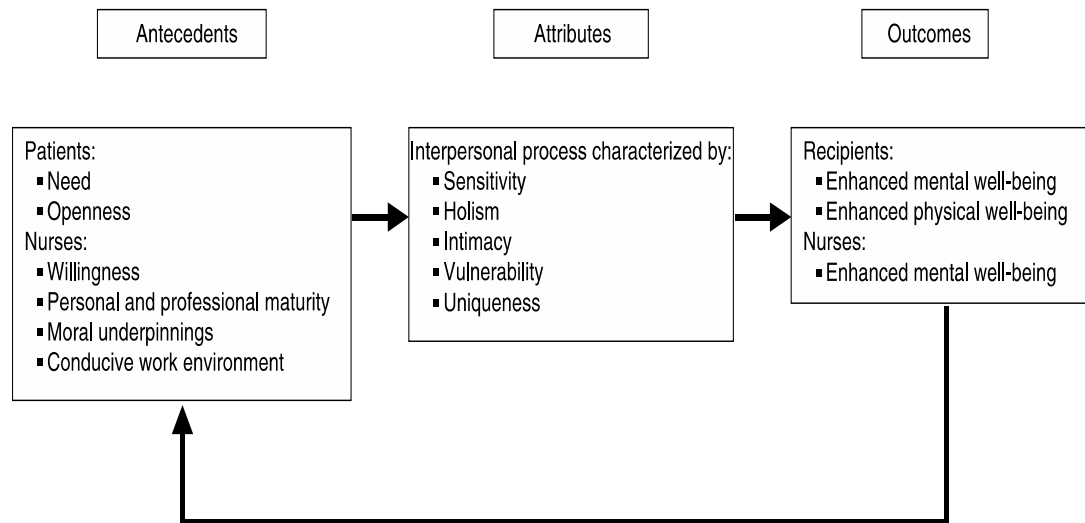 Antecedents
Attributes
Outcomes
Patients:
▪ Need
▪ Openness
Nurses:
▪ Willingness
▪ Personal and professional maturity
▪ Moral underpinnings
▪ Conducive work environment
Interpersonal process characterized by:
▪ Sensitivity
▪ Holism
▪ Intimacy
▪ Vulnerability
▪ Uniqueness
Recipients:
▪ Enhanced mental well-being
▪ Enhanced physical well-being
Nurses:
▪ Enhanced mental well-being